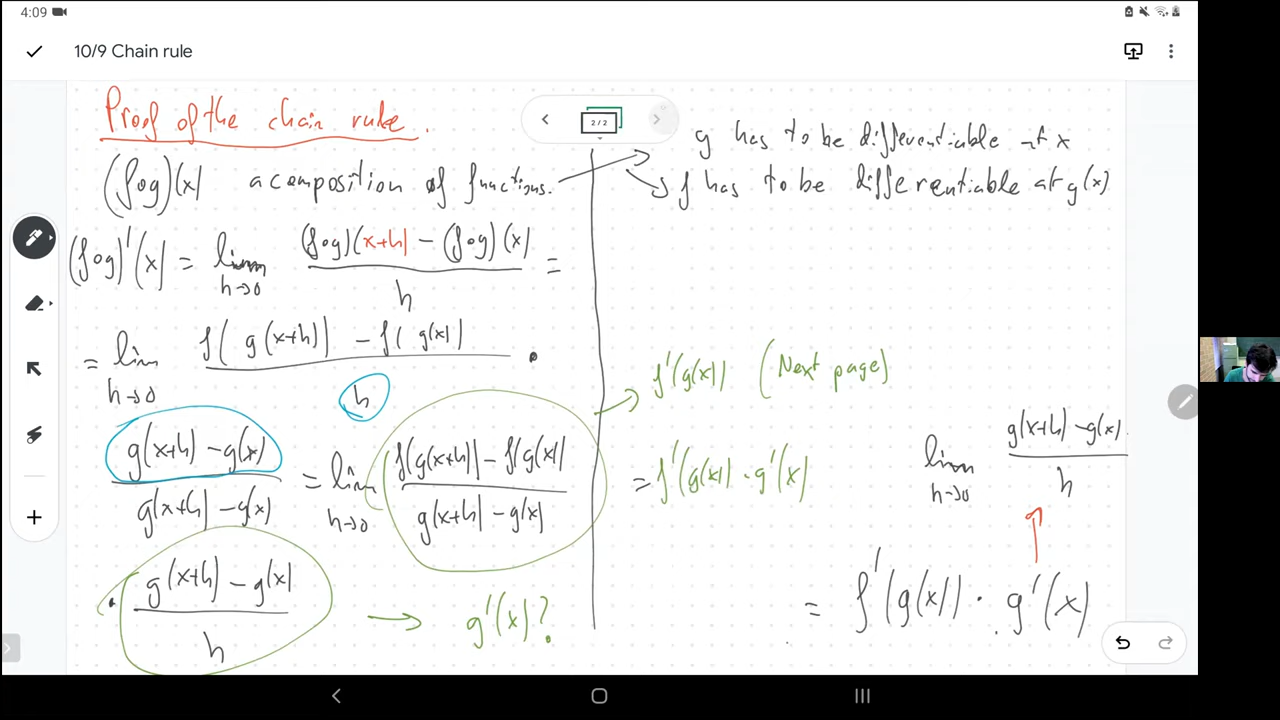 4:09
10/9 Chain rule
2/2
Proof of the chain rule.
(f∘g)(x) a composition of functions.
g has to be differentiable at x
f has to be differentiable at g(x)
(f∘g)'(x) = lim h→0 ((f∘g)(x+h) - (f∘g)(x)) / h =
= lim h→0 (f(g(x+h)) - f(g(x))) / h ·
(g(x+h) - g(x)) / (g(x+h) - g(x)) = lim h→0 (f(g(x+h)) - f(g(x))) / (g(x+h) - g(x))
· (g(x+h) - g(x)) / h → g'(x)?
→ f'(g(x)) (Next page)
= f'(g(x)) · g'(x)
lim h→0 (g(x+h) - g(x)) / h
= f'(g(x)) · g'(x)